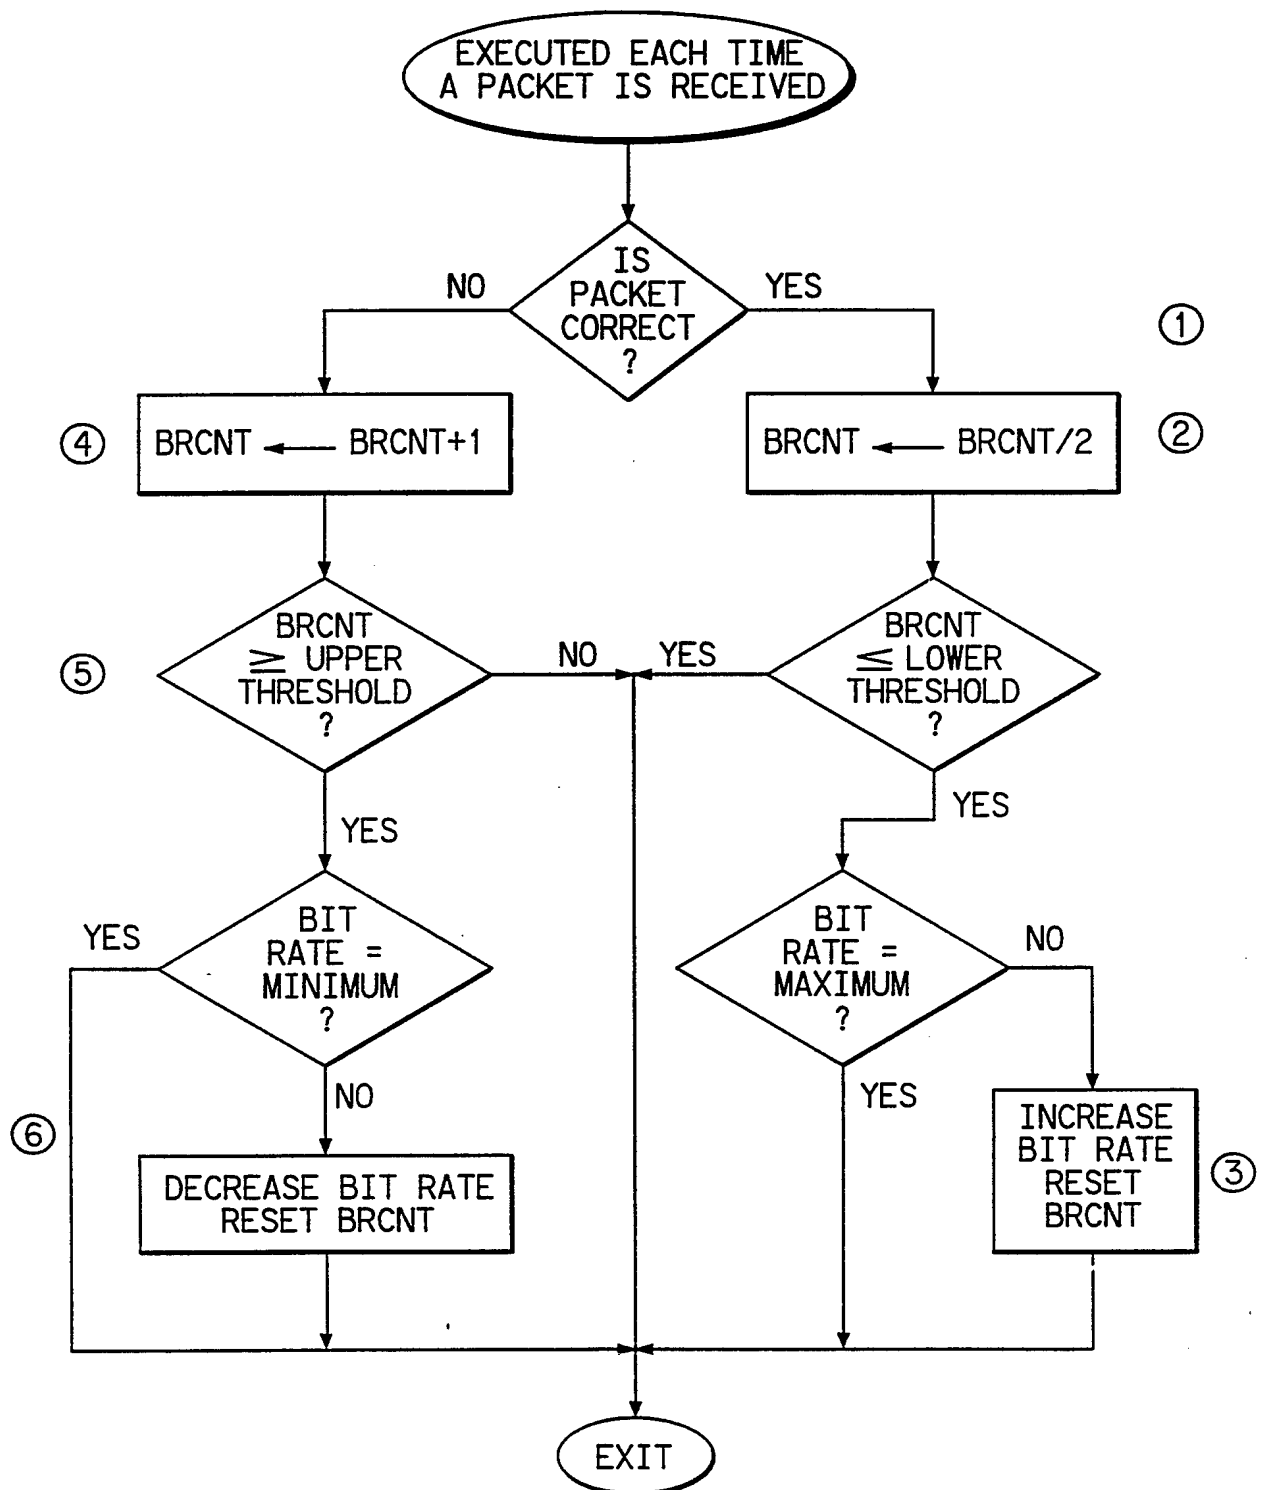 EXECUTED EACH TIME
A PACKET IS RECEIVED
IS
PACKET
CORRECT
?
NO
YES
1
4
BRCNT ← BRCNT+1
BRCNT ← BRCNT/2
2
5
BRCNT
≥ UPPER
THRESHOLD
?
NO
YES
BRCNT
≤ LOWER
THRESHOLD
?
YES
YES
BIT
RATE =
MINIMUM
?
YES
BIT
RATE =
MAXIMUM
?
NO
NO
YES
6
DECREASE BIT RATE
RESET BRCNT
INCREASE
BIT RATE
RESET
BRCNT
3
EXIT